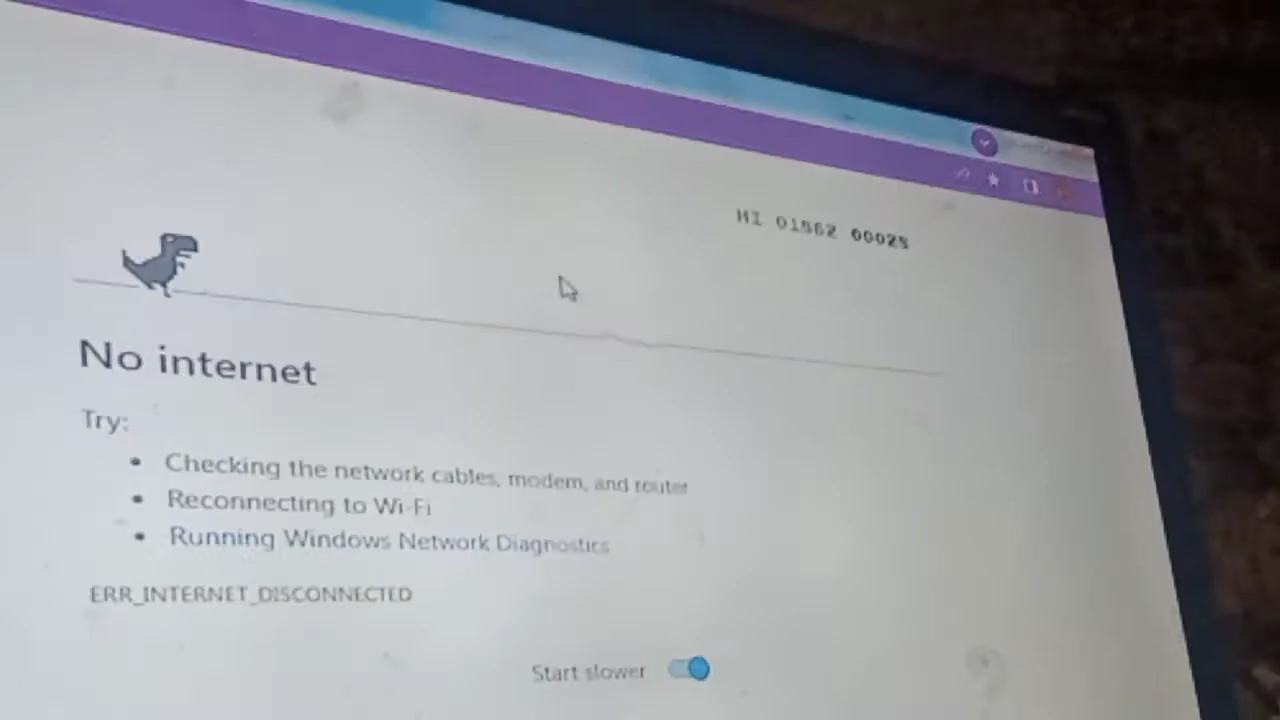 HI 01562 00025
No internet
Try:
• Checking the network cables, modem, and router
• Reconnecting to Wi-Fi
• Running Windows Network Diagnostics
ERR_INTERNET_DISCONNECTED
Start slower